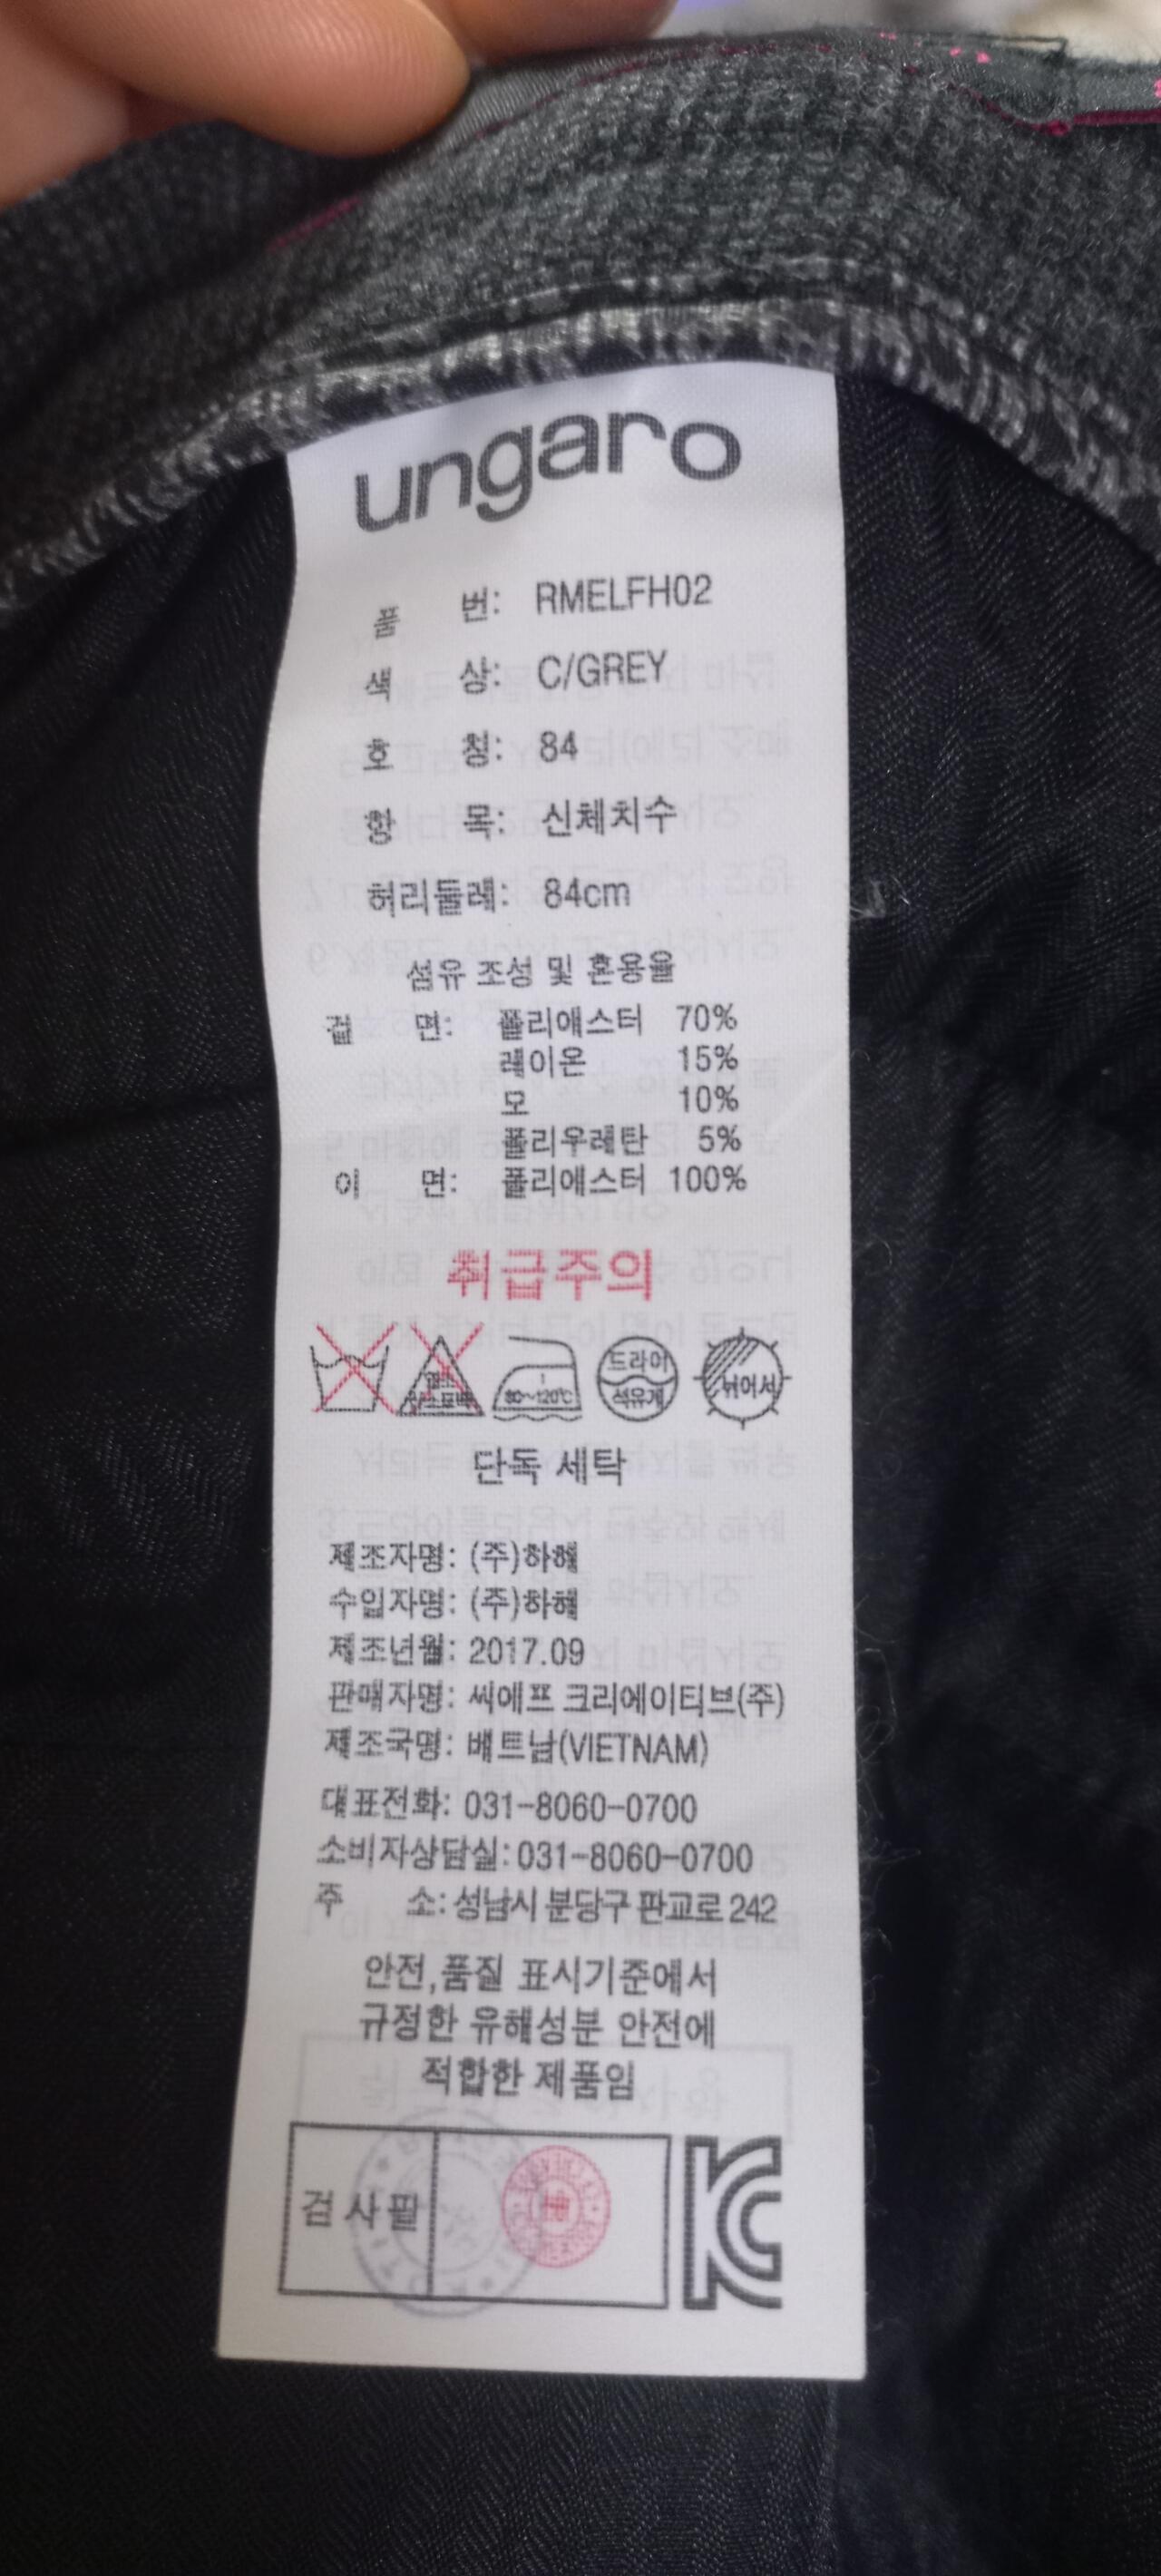 ungaro
품 번: RMELFH02
색 상: C/GREY
호 칭: 84
항 목: 신체치수
허리둘레: 84cm
섬유 조성 및 혼용율
겉 면: 폴리에스터 70%
레이온 15%
모 10%
폴리우레탄 5%
이 면: 폴리에스터 100%
취급주의
80~120℃
드라이
석유계
뉘어서
단독 세탁
제조자명: (주)하해
수입자명: (주)하해
제조년월: 2017.09
판매자명: 씨에프 크리에이티브(주)
제조국명: 베트남(VIETNAM)
대표전화: 031-8060-0700
소비자상담실: 031-8060-0700
주 소: 성남시 분당구 판교로 242
안전,품질 표시기준에서
규정한 유해성분 안전에
적합한 제품임
검사필
KC